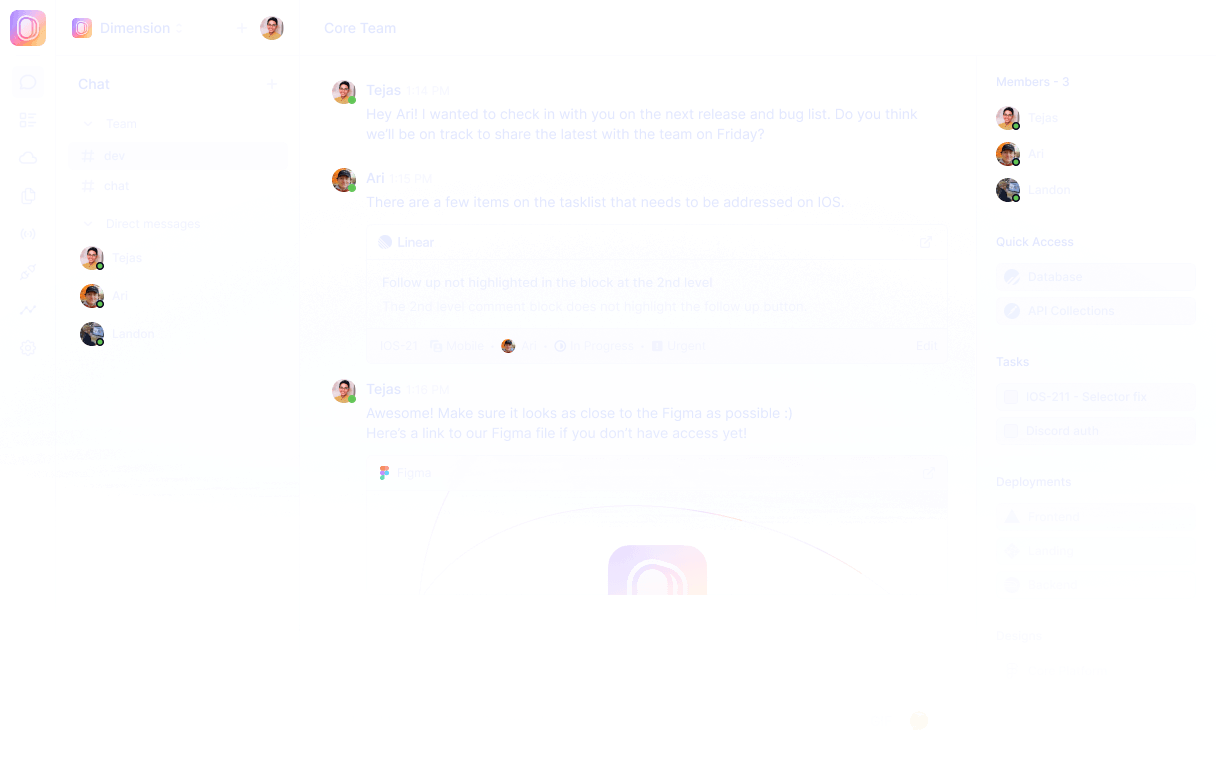 Dimension
Core Team
Chat
Team
dev
chat
Direct messages
Tejas
Ari
Landon
Tejas 1:14 PM
Hey Ari! I wanted to check in with you on the next release and bug list. Do you think
we'll be on track to share the latest with the team on Friday?
Ari 1:15 PM
There are a few items on the tasklist that needs to be addressed on IOS.
Linear
Follow up not highlighted in the block at the 2nd level
The 2nd level comment block does not highlight the follow up button
IOS-21 Mobile Ari • In Progress • Urgent
Edit
Tejas 1:16 PM
Awesome! Make sure it looks as close to the Figma as possible :)
Here's a link to our Figma file if you don't have access yet!
Figma
Members - 3
Tejas
Ari
Landon
Quick Access
Database
API Collections
Tasks
IOS-211 - Selector fix
Discord auth
Deployments
Frontend
Designs